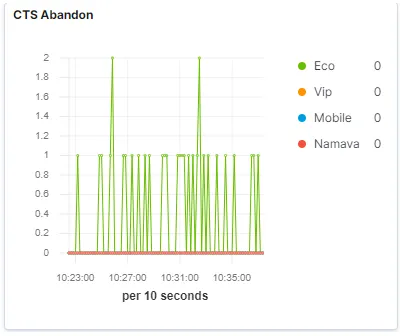 CTS Abandon
2
1.8
1.6
1.4
1.2
1
0.8
0.6
0.4
0.2
0
10:23:00 10:27:00 10:31:00 10:35:00
per 10 seconds
Eco 0
Vip 0
Mobile 0
Namava 0